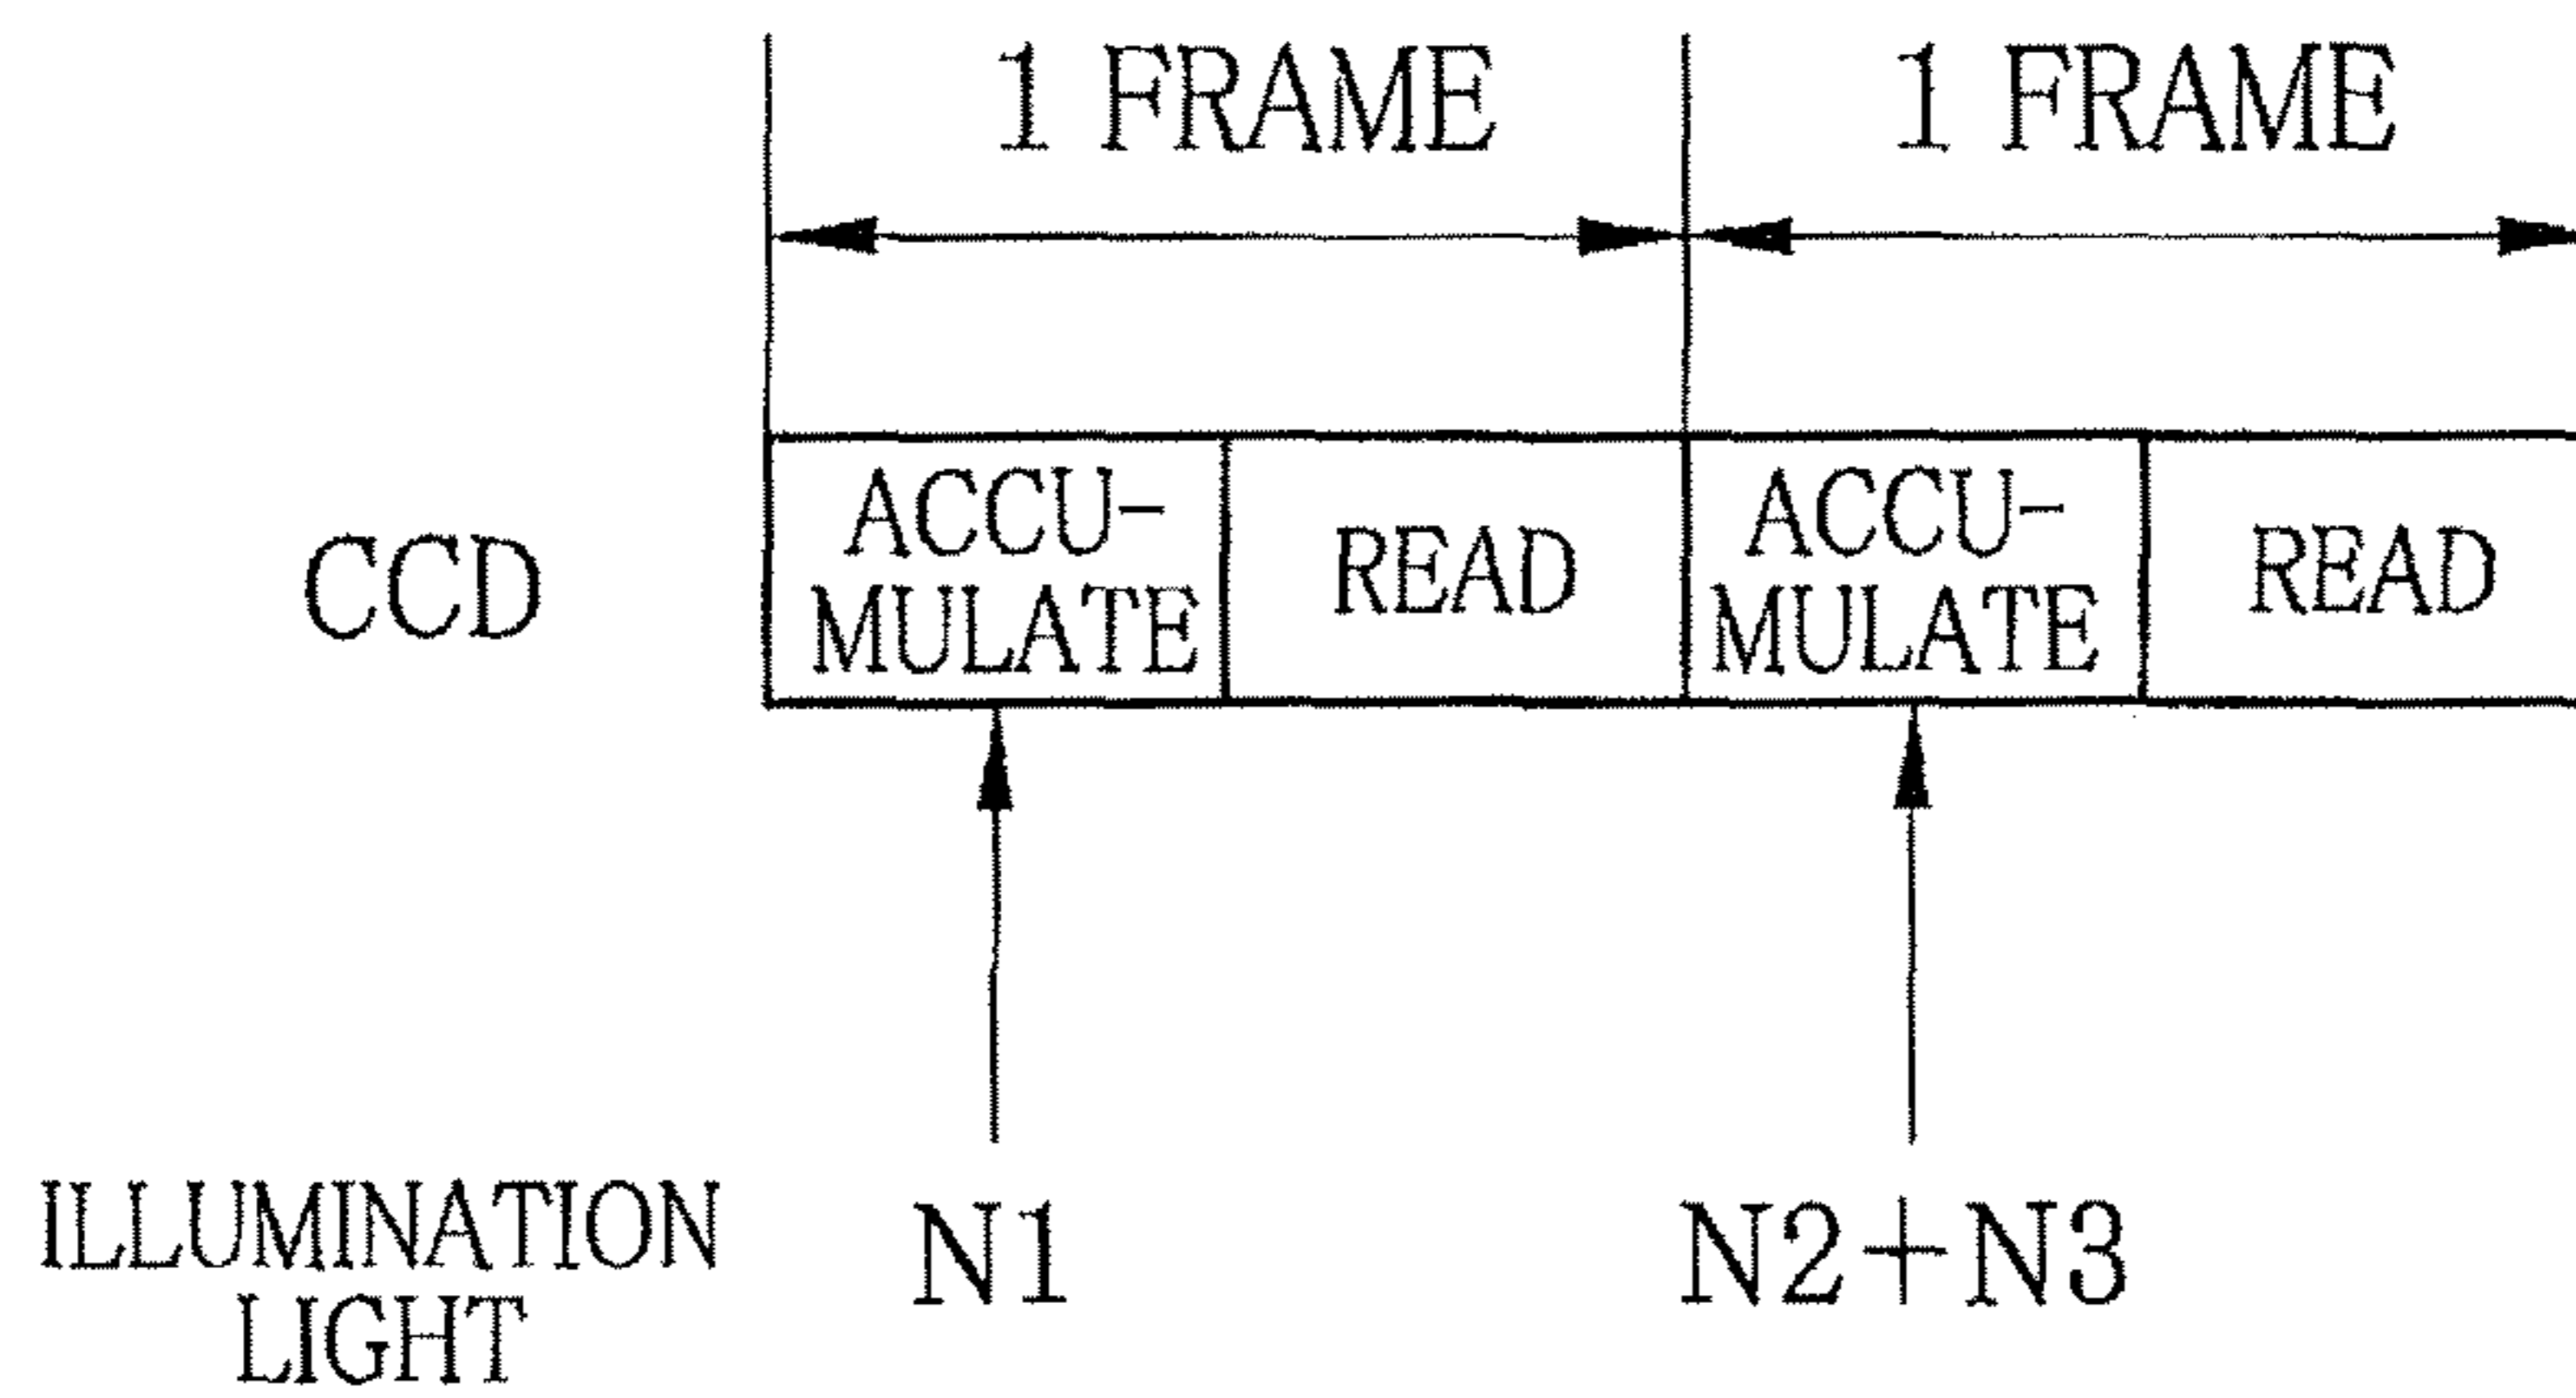 1 FRAME 1 FRAME
CCD
ACCU-
MULATE
READ
ACCU-
MULATE
READ
ILLUMINATION
LIGHT
N1
N2+N3